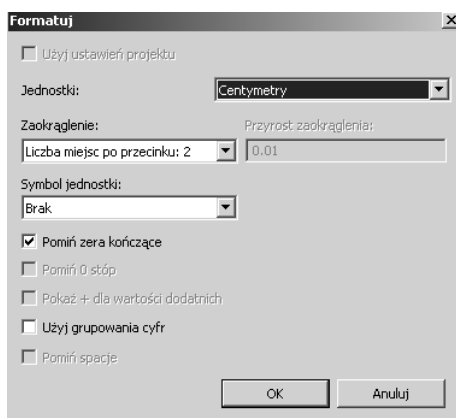 Formatuj
Użyj ustawień projektu
Jednostki: Centymetry
Zaokrąglenie: Przyrost zaokrąglenia:
Liczba miejsc po przecinku: 2 0.01
Symbol jednostki:
Brak
Pomiń zera kończące
Pomiń 0 stóp
Pokaż + dla wartości dodatnich
Użyj grupowania cyfr
Pomiń spacje
OK Anuluj